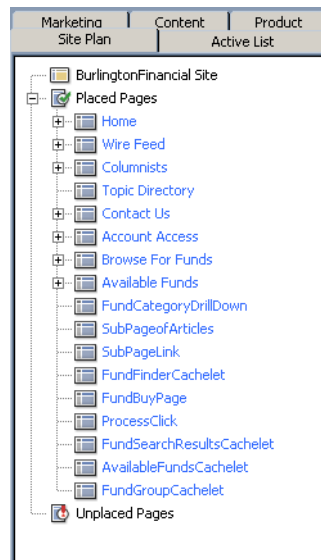 Marketing Content Product
Site Plan Active List
BurlingtonFinancial Site
Placed Pages
Home
Wire Feed
Columnists
Topic Directory
Contact Us
Account Access
Browse For Funds
Available Funds
FundCategoryDrillDown
SubPageofArticles
SubPageLink
FundFinderCachelet
FundBuyPage
ProcessClick
FundSearchResultsCachelet
AvailableFundsCachelet
FundGroupCachelet
Unplaced Pages